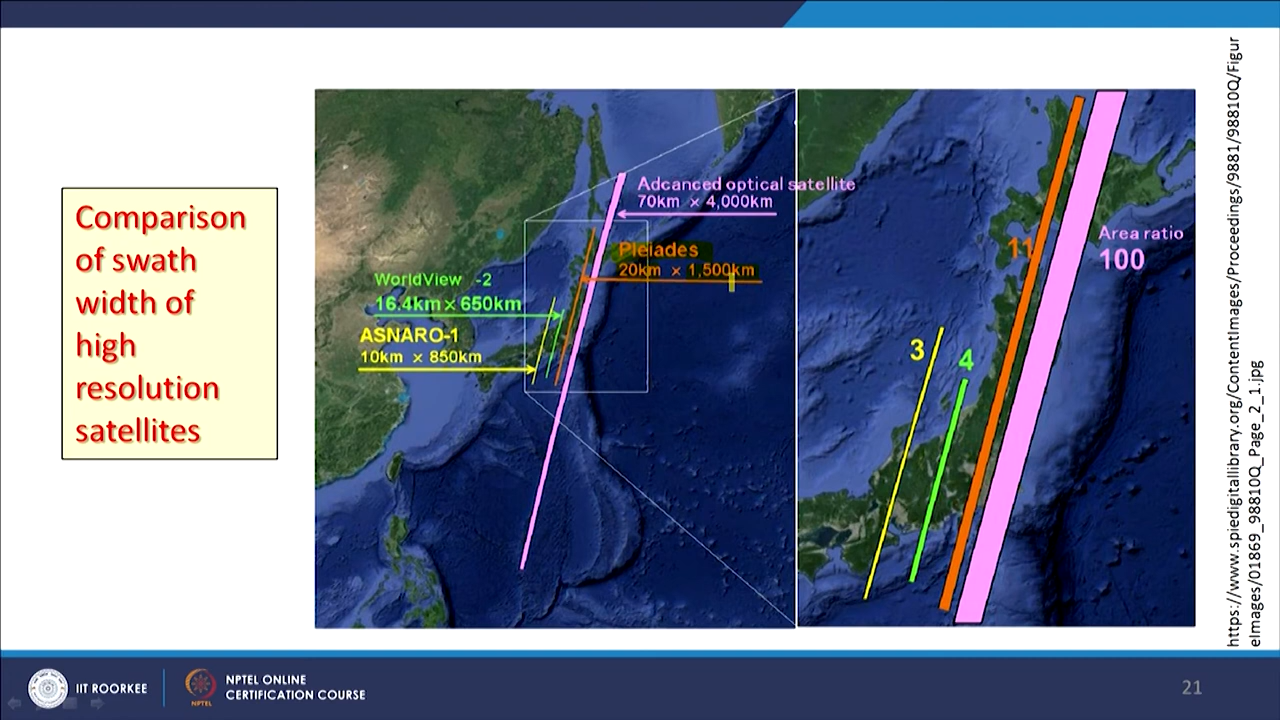 Comparison
of swath
width of
high
resolution
satellites
Adcanced optical satellite
70km × 4,000km
Pleiades
20km × 1,500km
WorldView -2
16.4km × 650km
ASNARO-1
10km × 850km
3
4
11
Area ratio
100
https://www.spiedigitallibrary.org/ContentImages/Proceedings/9881/98810Q/Figur
eImages/01869_98810Q_Page_2_1.jpg
IIT ROORKEE
NPTEL
NPTEL ONLINE
CERTIFICATION COURSE
21